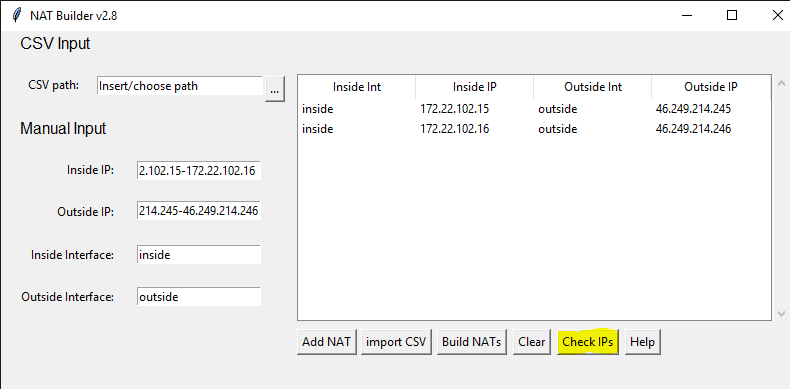 NAT Builder v2.8
CSV Input
CSV path: Insert/choose path ...
Manual Input
Inside IP: 2.102.15-172.22.102.16
Outside IP: 214.245-46.249.214.246
Inside Interface: inside
Outside Interface: outside
Inside Int Inside IP Outside Int Outside IP
inside 172.22.102.15 outside 46.249.214.245
inside 172.22.102.16 outside 46.249.214.246
Add NAT import CSV Build NATs Clear Check IPs Help